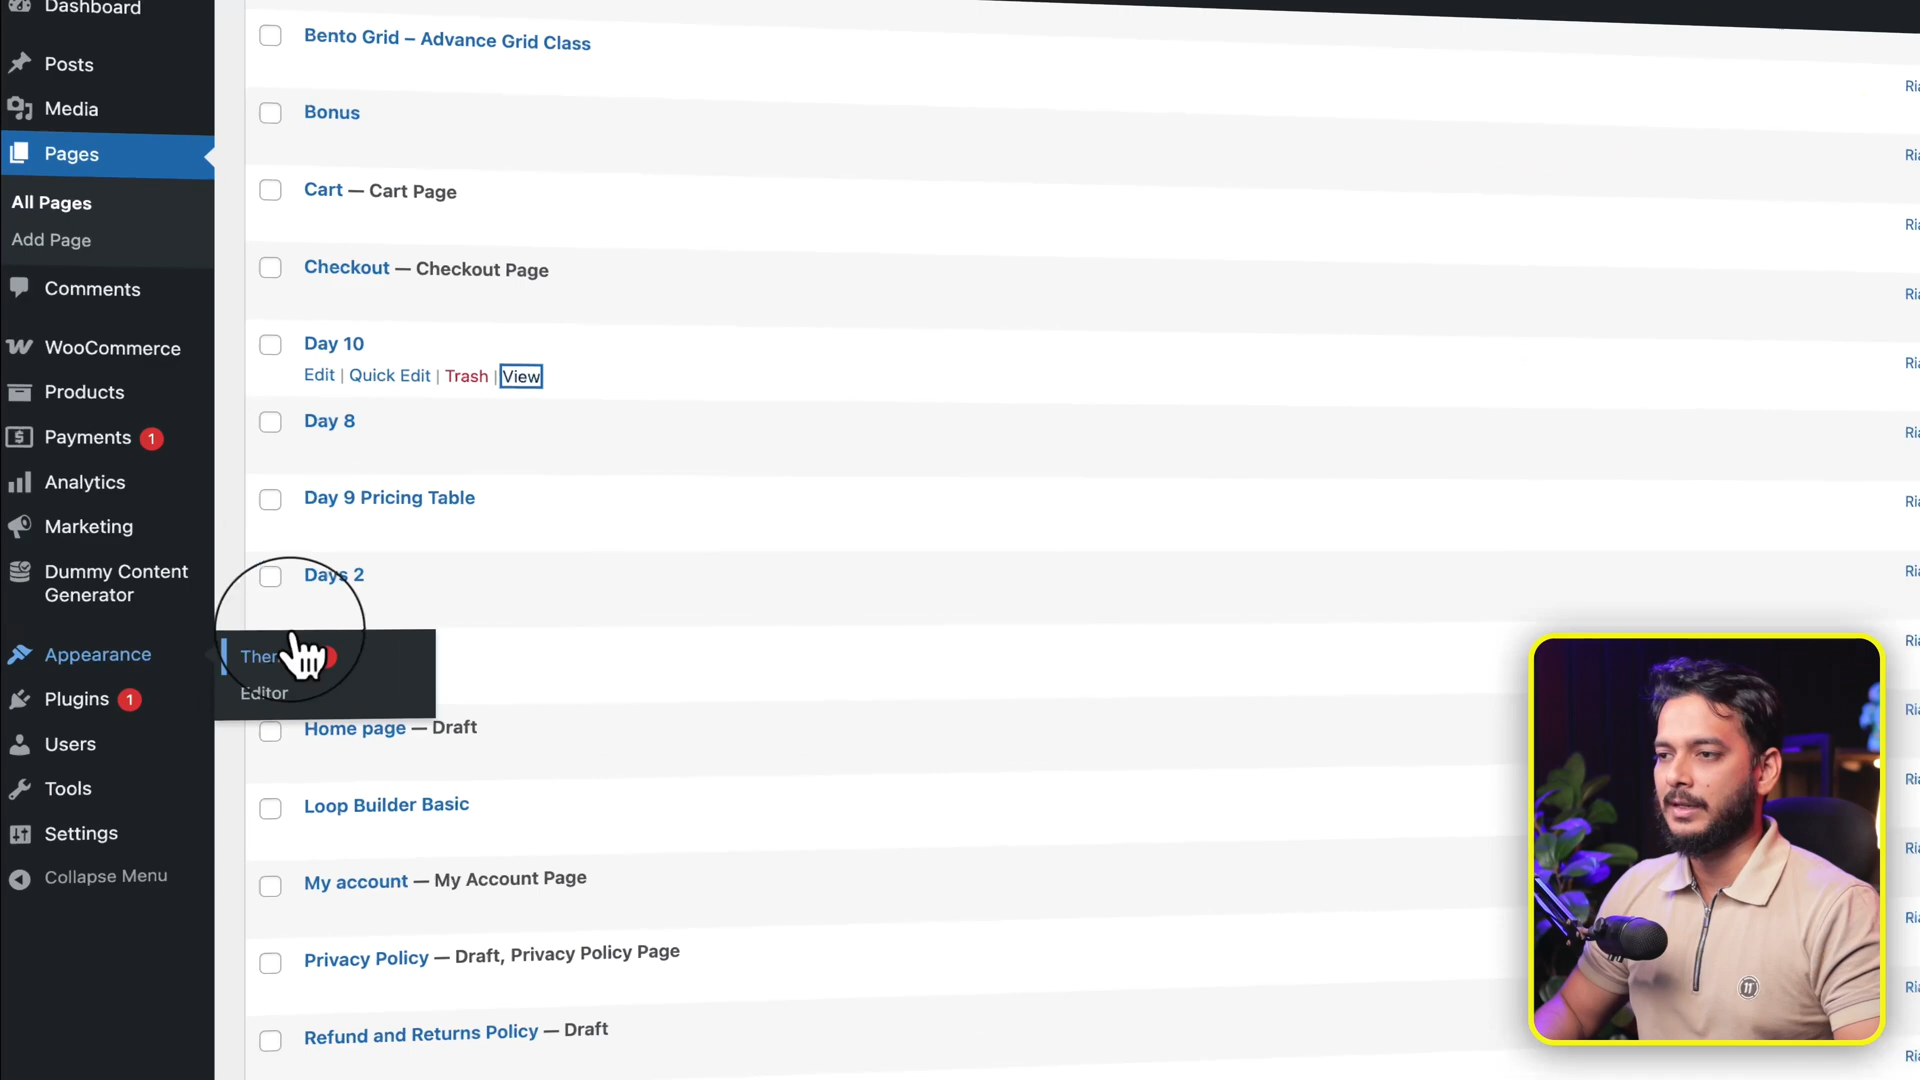 Dashboard
Posts
Media
Pages
All Pages
Add Page
Comments
WooCommerce
Products
Payments 1
Analytics
Marketing
Dummy Content
Generator
Appearance
Plugins 1
Users
Tools
Settings
Collapse Menu
Editor
Bento Grid – Advance Grid Class
Bonus
Cart — Cart Page
Checkout — Checkout Page
Day 10
Edit | Quick Edit | Trash | View
Day 8
Day 9 Pricing Table
Days 2
Home page — Draft
Loop Builder Basic
My account — My Account Page
Privacy Policy — Draft, Privacy Policy Page
Refund and Returns Policy — Draft